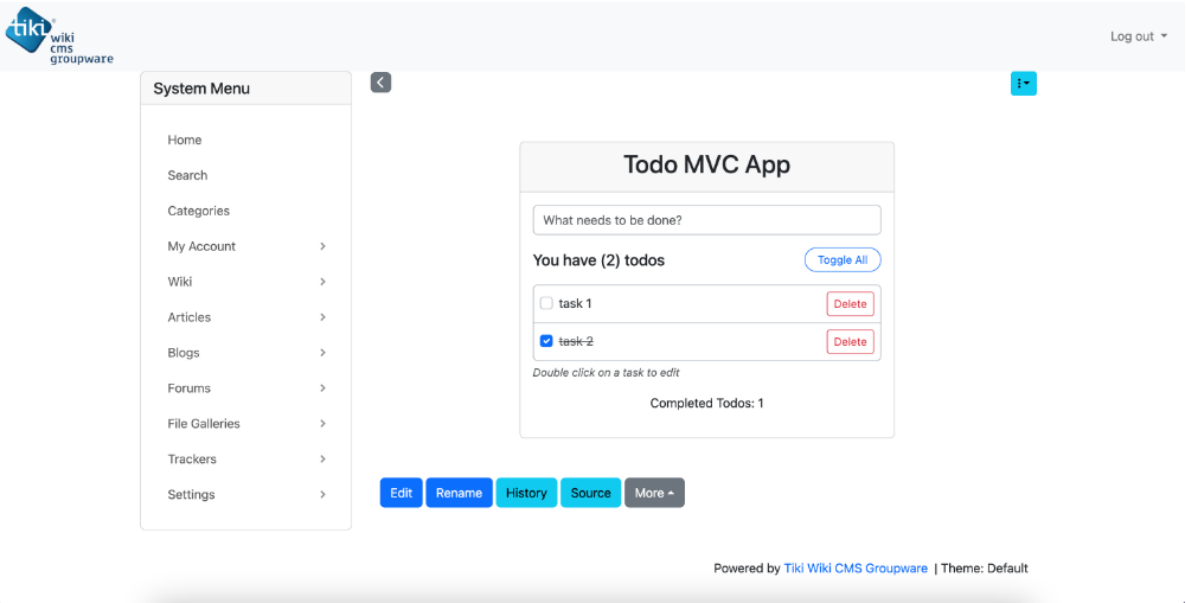 tiki
wiki
cms
groupware
Log out
System Menu
Home
Search
Categories
My Account
Wiki
Articles
Blogs
Forums
File Galleries
Trackers
Settings
Todo MVC App
What needs to be done?
You have (2) todos Toggle All
task 1 Delete
task 2 Delete
Double click on a task to edit
Completed Todos: 1
Edit Rename History Source More
Powered by Tiki Wiki CMS Groupware | Theme: Default